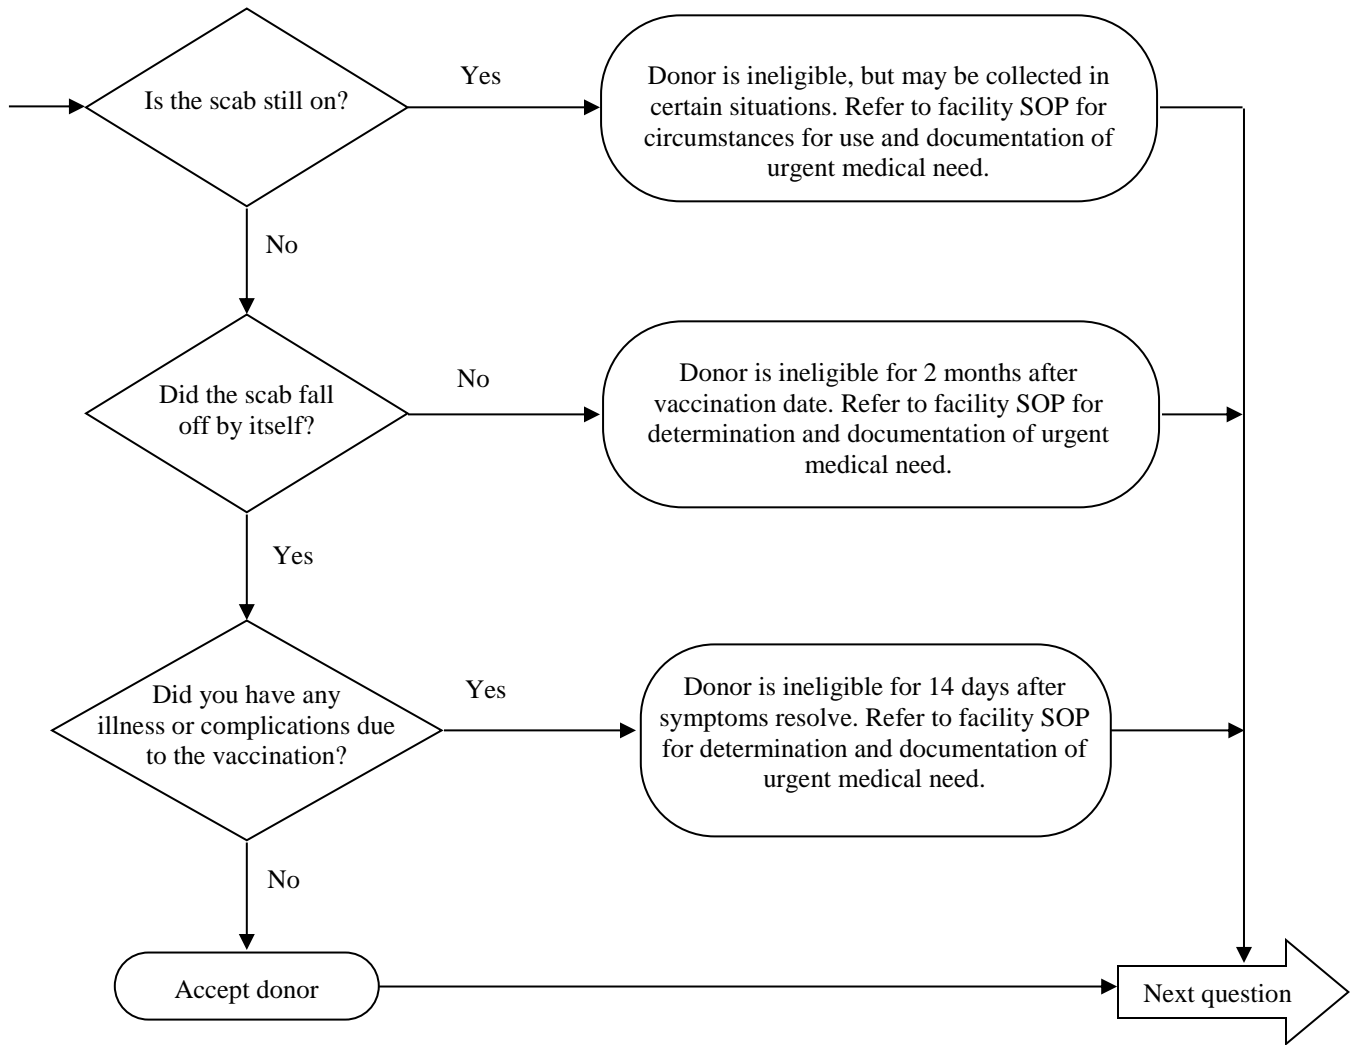 Is the scab still on?
Yes
Donor is ineligible, but may be collected in
certain situations. Refer to facility SOP for
circumstances for use and documentation of
urgent medical need.
No
Did the scab fall
off by itself?
No
Donor is ineligible for 2 months after
vaccination date. Refer to facility SOP for
determination and documentation of urgent
medical need.
Yes
Did you have any
illness or complications due
to the vaccination?
Yes
Donor is ineligible for 14 days after
symptoms resolve. Refer to facility SOP
for determination and documentation of
urgent medical need.
No
Accept donor
Next question